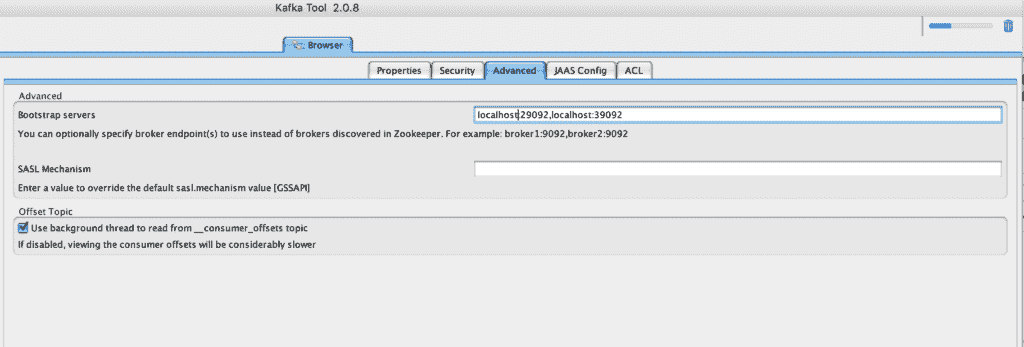 Kafka Tool 2.0.8
Browser
Properties Security Advanced JAAS Config ACL
Advanced
Bootstrap servers localhost:29092,localhost:39092
You can optionally specify broker endpoint(s) to use instead of brokers discovered in Zookeeper. For example: broker1:9092,broker2:9092
SASL Mechanism
Enter a value to override the default sasl.mechanism value [GSSAPI]
Offset Topic
Use background thread to read from __consumer_offsets topic
If disabled, viewing the consumer offsets will be considerably slower